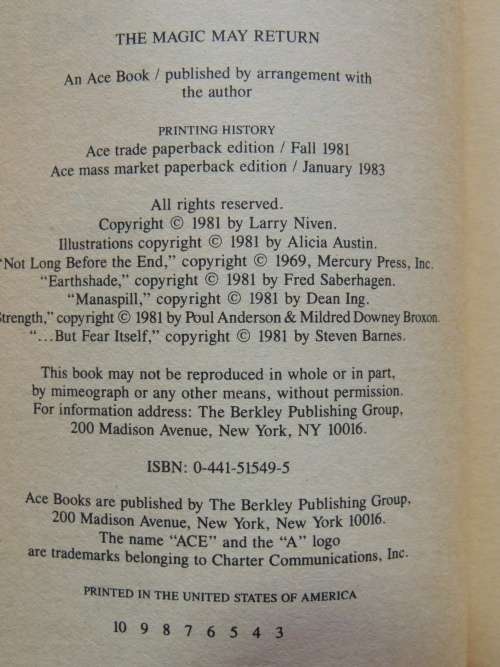 THE MAGIC MAY RETURN
An Ace Book / published by arrangement with
the author
PRINTING HISTORY
Ace trade paperback edition / Fall 1981
Ace mass market paperback edition / January 1983
All rights reserved.
Copyright © 1981 by Larry Niven.
Illustrations copyright © 1981 by Alicia Austin.
"Not Long Before the End," copyright © 1969, Mercury Press, Inc.
"Earthshade," copyright © 1981 by Fred Saberhagen.
"Manaspill," copyright © 1981 by Dean Ing.
Strength," copyright © 1981 by Poul Anderson & Mildred Downey Broxon.
"...But Fear Itself," copyright © 1981 by Steven Barnes.
This book may not be reproduced in whole or in part,
by mimeograph or any other means, without permission.
For information address: The Berkley Publishing Group,
200 Madison Avenue, New York, NY 10016.
ISBN: 0-441-51549-5
Ace Books are published by The Berkley Publishing Group,
200 Madison Avenue, New York, New York 10016.
The name "ACE" and the "A" logo
are trademarks belonging to Charter Communications, Inc.
PRINTED IN THE UNITED STATES OF AMERICA
10 9 8 7 6 5 4 3